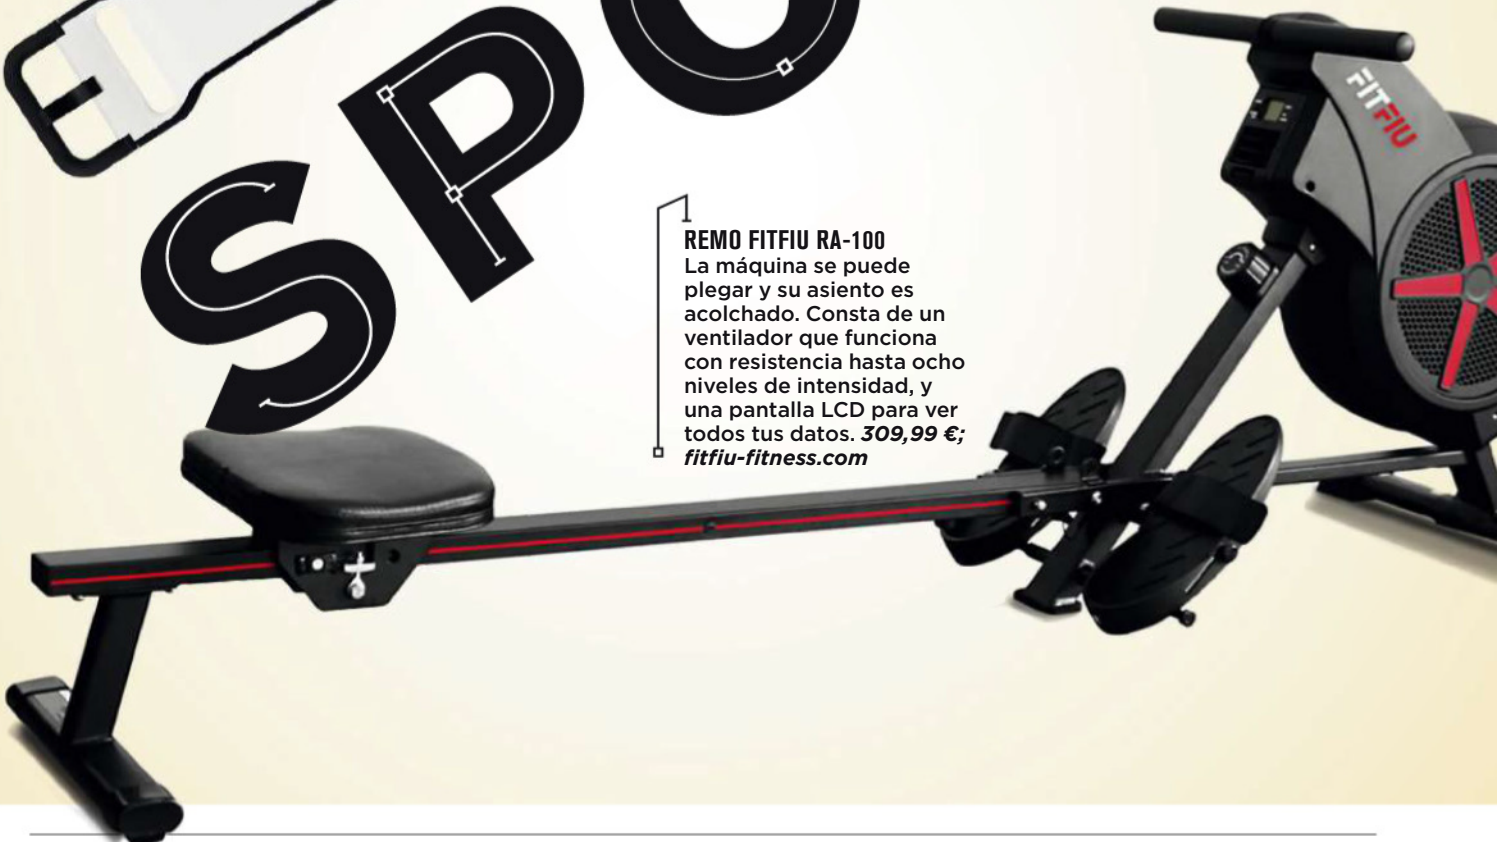 SPO
FITFIU
REMO FITFIU RA-100
La máquina se puede
plegar y su asiento es
acolchado. Consta de un
ventilador que funciona
con resistencia hasta ocho
niveles de intensidad, y
una pantalla LCD para ver
todos tus datos. 309,99 €;
fitfiu-fitness.com